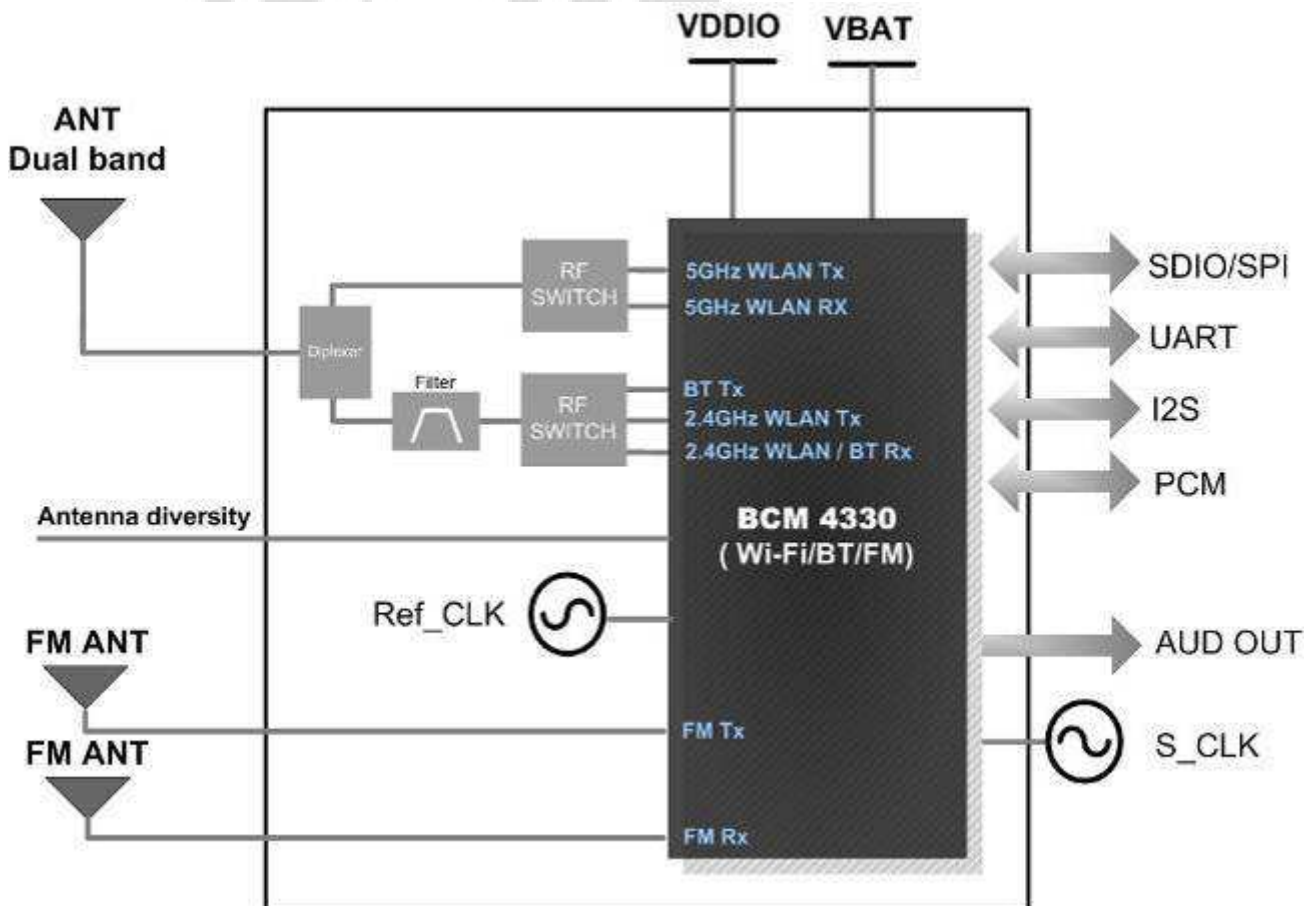 VDDIO
VBAT
ANT
Dual band
RF
SWITCH
5GHz WLAN Tx
5GHz WLAN RX
SDIO/SPI
UART
Diplexer
Filter
RF
SWITCH
BT Tx
2.4GHz WLAN Tx
2.4GHz WLAN / BT Rx
I2S
PCM
Antenna diversity
BCM 4330
( Wi-Fi/BT/FM)
Ref_CLK
FM ANT
AUD OUT
FM Tx
S_CLK
FM ANT
FM Rx